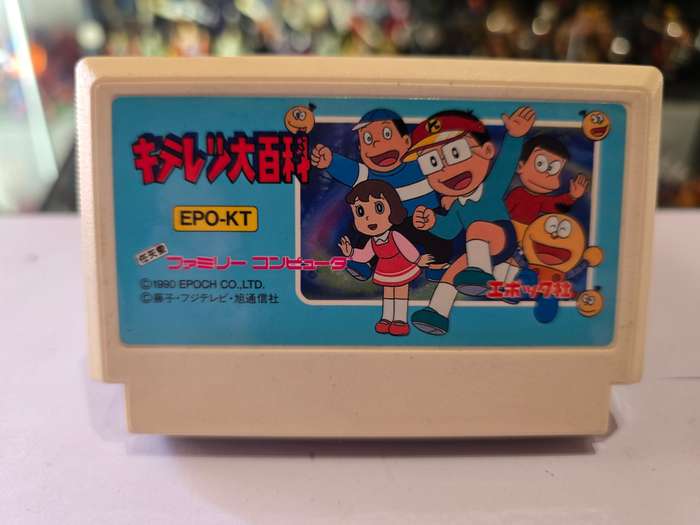 キテレツ大百科
EPO-KT
任天堂
ファミリー コンピュータ
©1990 EPOCH CO.,LTD.
©藤子・フジテレビ・旭通信社
エポック社
K